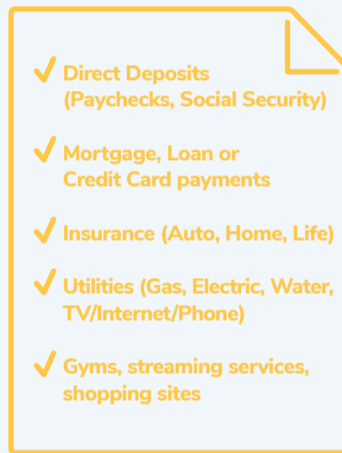 Direct Deposits
(Paychecks, Social Security)
Mortgage, Loan or
Credit Card payments
Insurance (Auto, Home, Life)
Utilities (Gas, Electric, Water,
TV/Internet/Phone)
Gyms, streaming services,
shopping sites